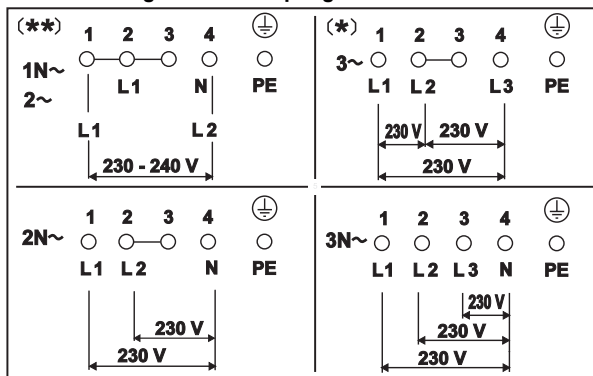 (**) 1 2 3 4
1N~
2~
L1 N PE
L1 L2
230 - 240 V
(*) 1 2 3 4
3~
L1 L2 L3 PE
230 V 230 V
230 V
1 2 3 4
2N~
L1 L2 N PE
230 V
230 V
1 2 3 4
3N~
L1 L2 L3 N PE
230 V
230 V
230 V